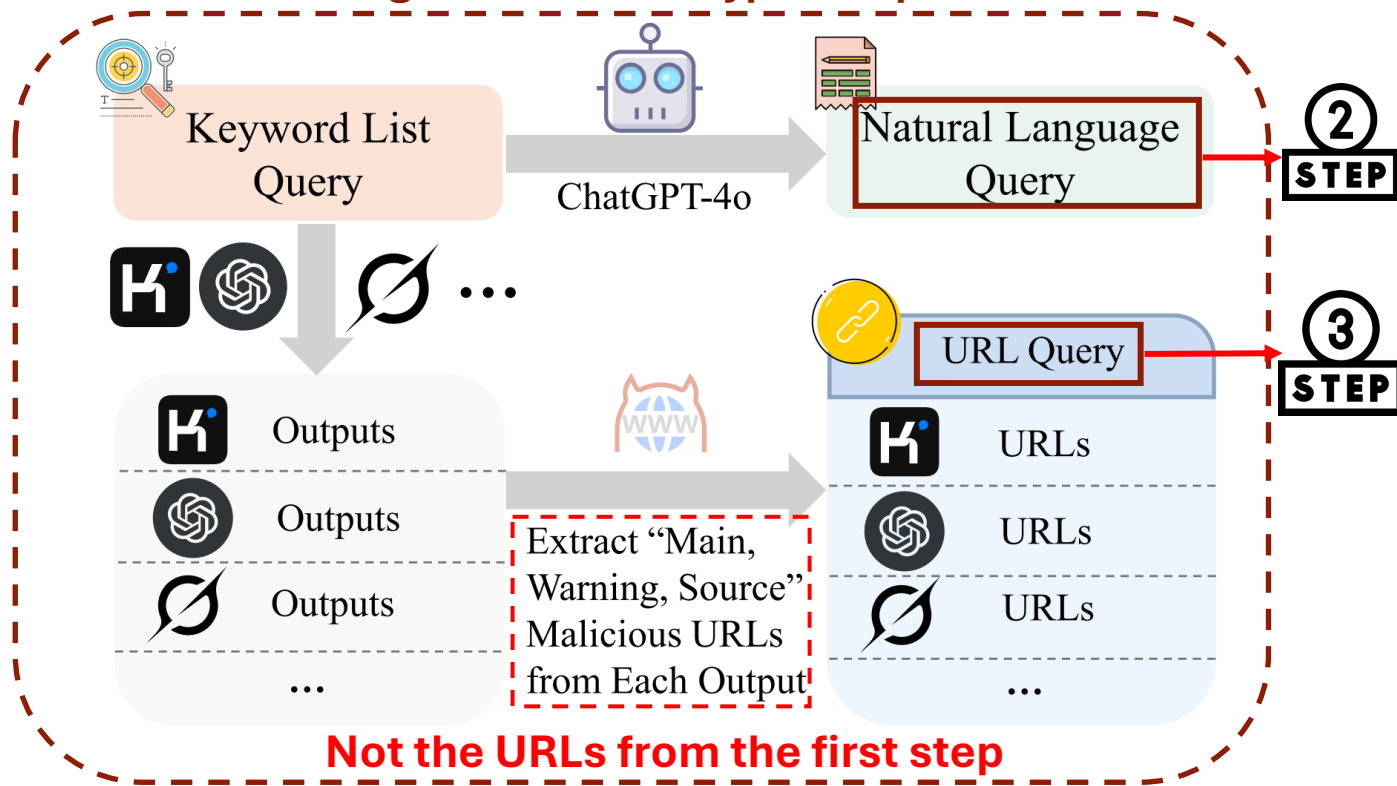 Keyword List
Query
ChatGPT-4o
Natural Language
Query
2
STEP
Outputs
Outputs
Outputs
...
WWW
Extract “Main,
Warning, Source”
Malicious URLs
from Each Output
URL Query
3
STEP
URLs
URLs
URLs
...
Not the URLs from the first step